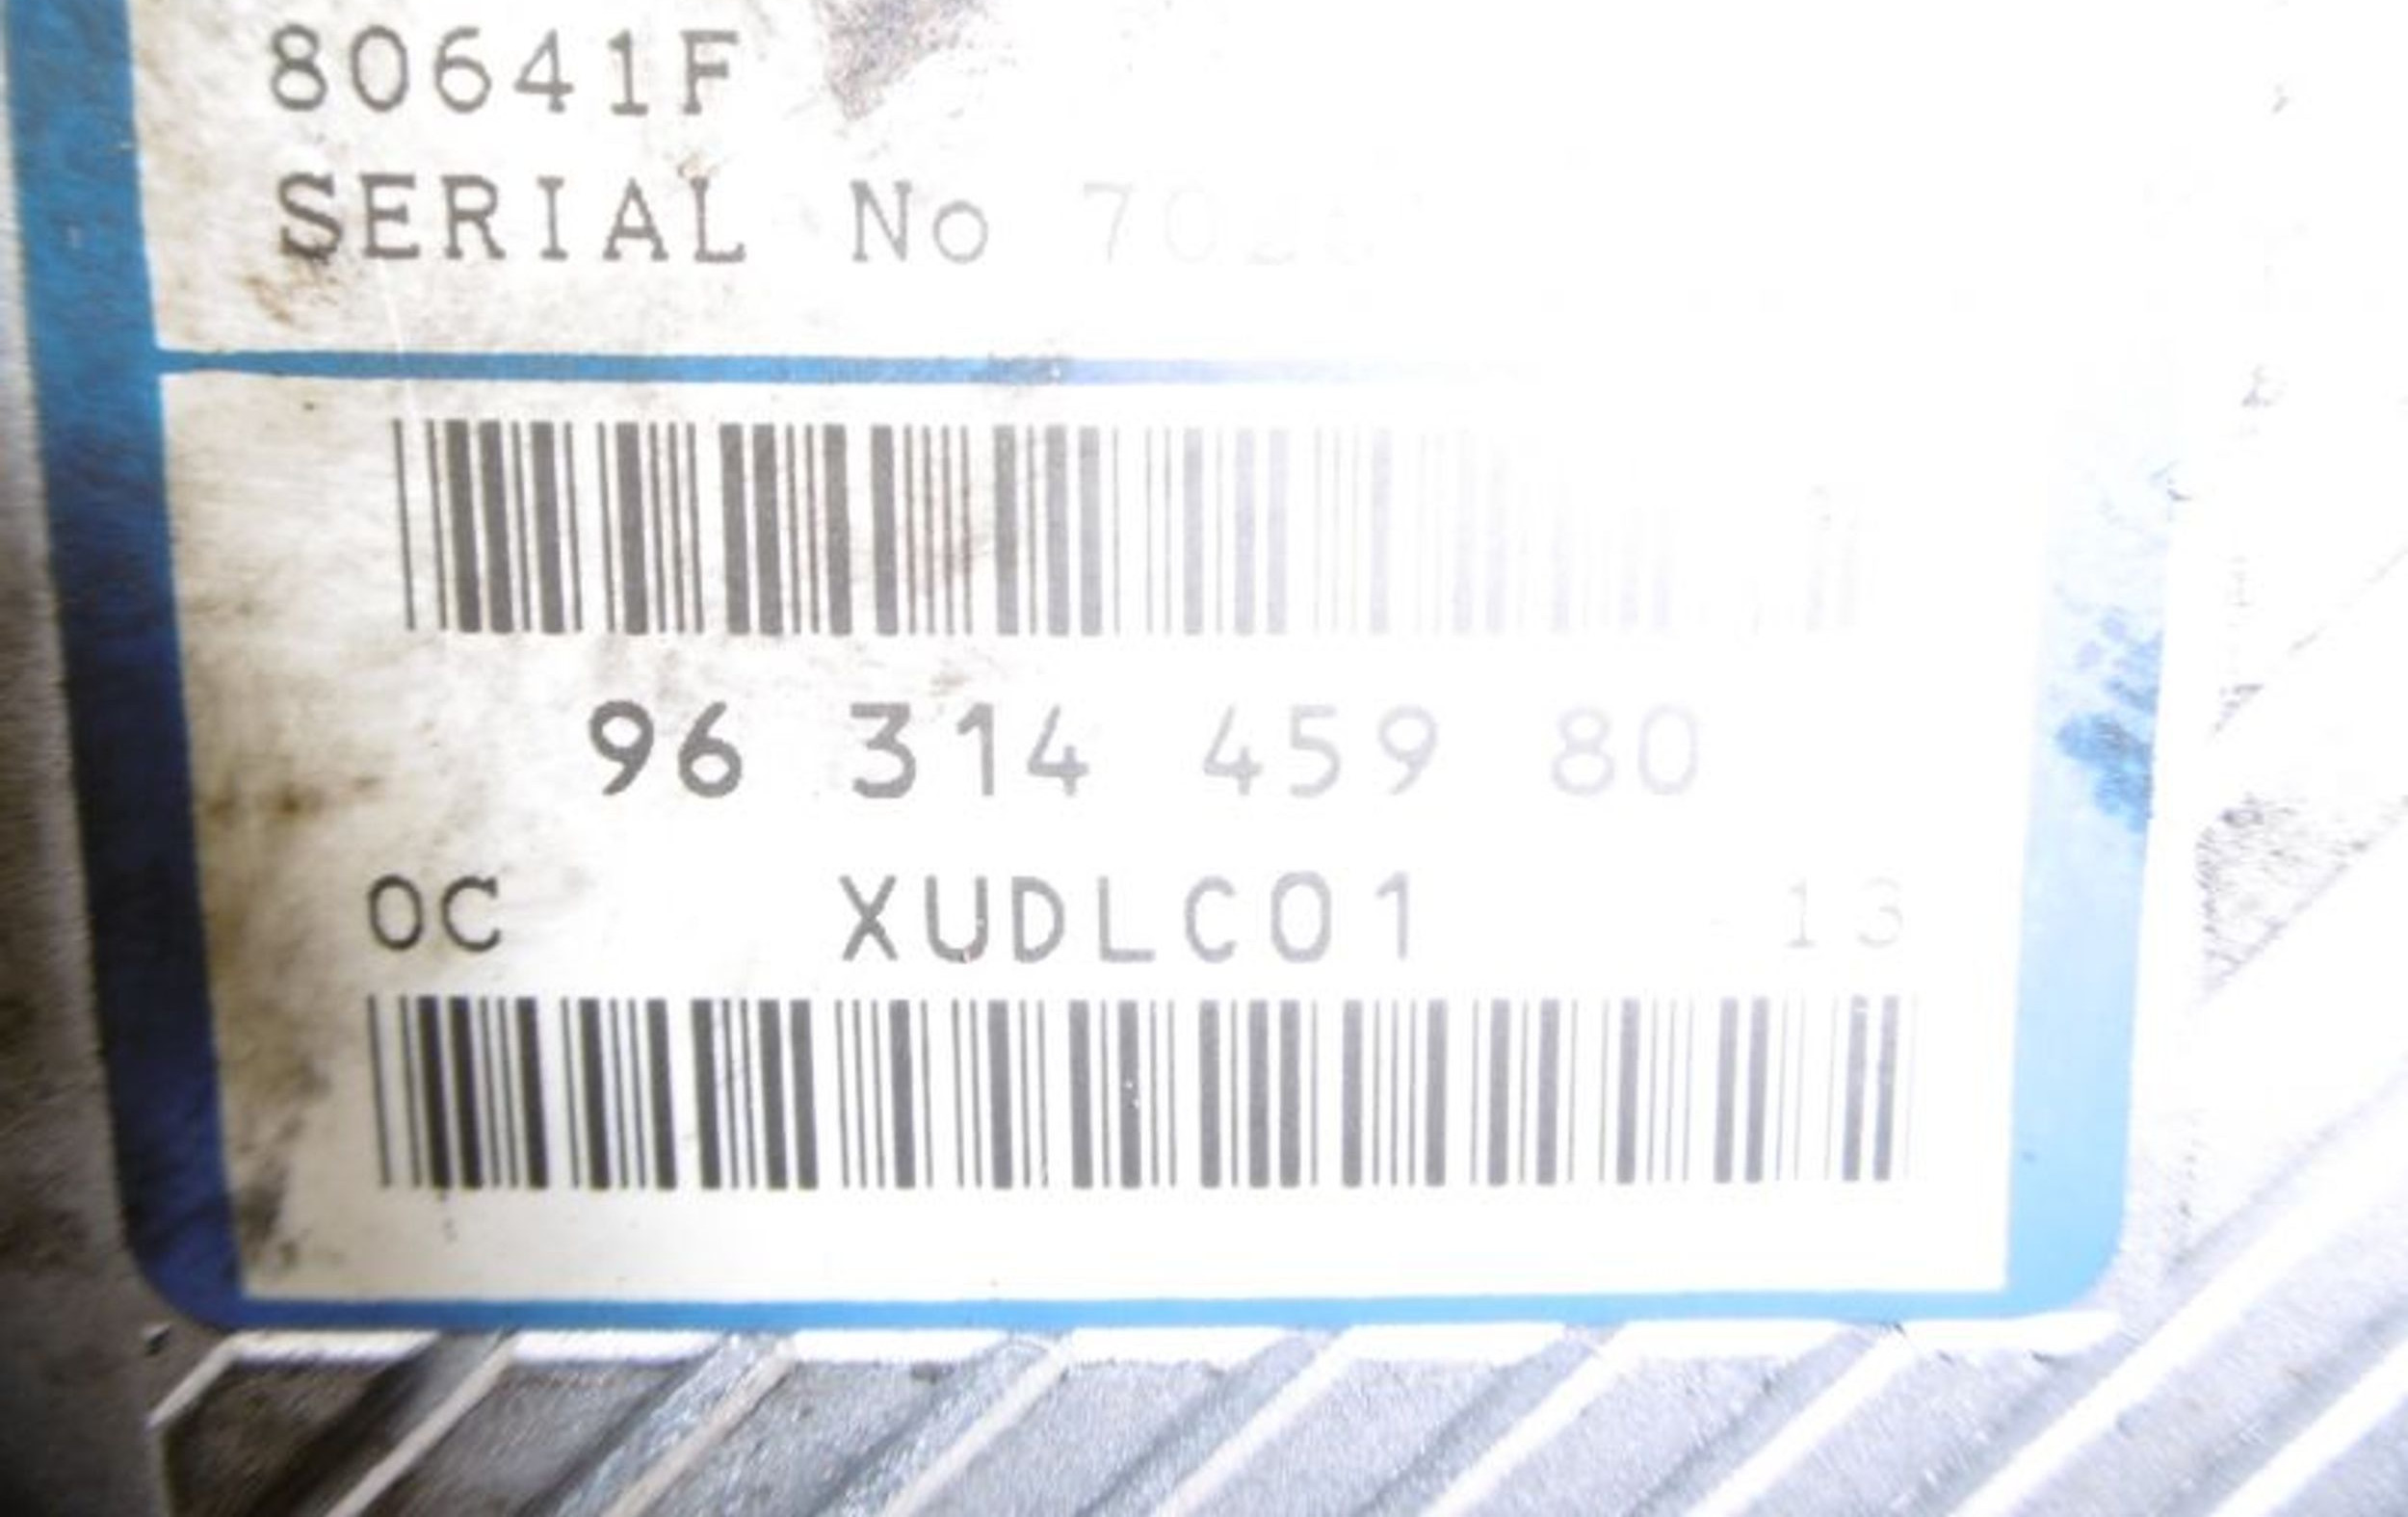 80641F
SERIAL No
96 314 459 80
0C XUDLC01 13